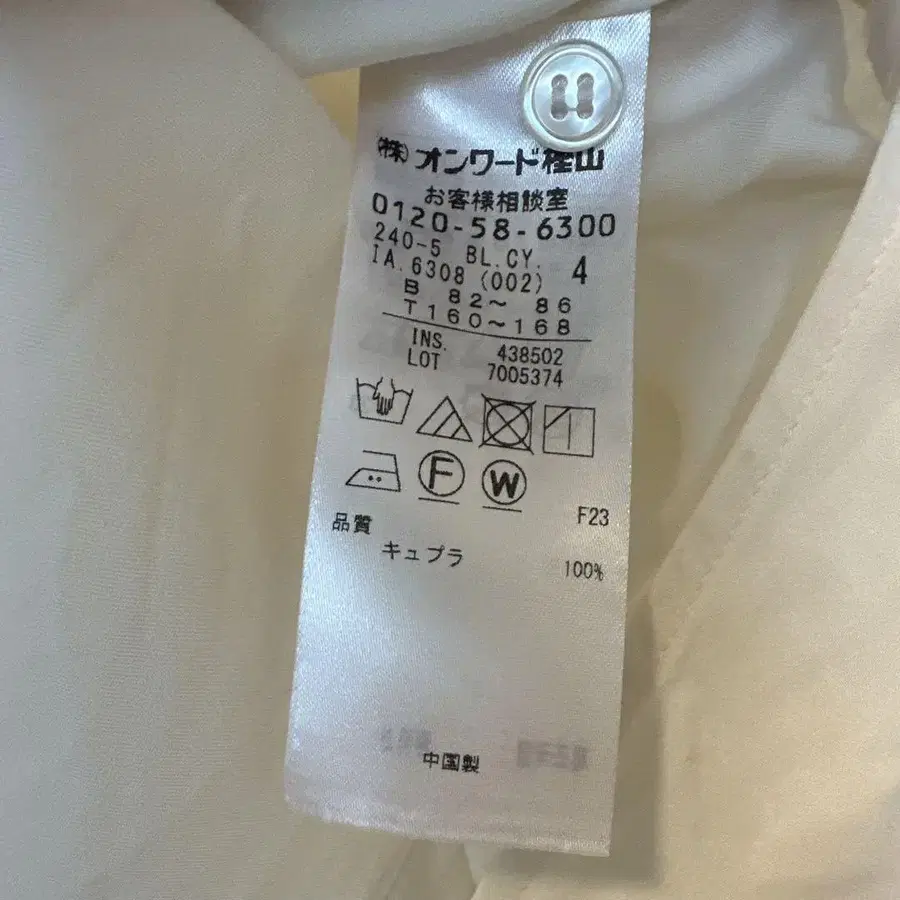 (株)オンワード樫山
お客様相談室
0120-58-6300
240-5 BL.CY. 4
IA.6308 (002)
B 82～ 86
T160～168
INS. 438502
LOT 7005374
F W
F23
品質
キュプラ 100%
中国製